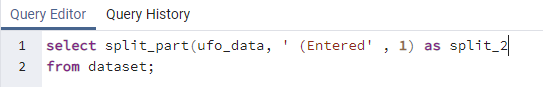 Query Editor Query History
1 select split_part(ufo_data, ' (Entered' , 1) as split_2
2 from dataset;